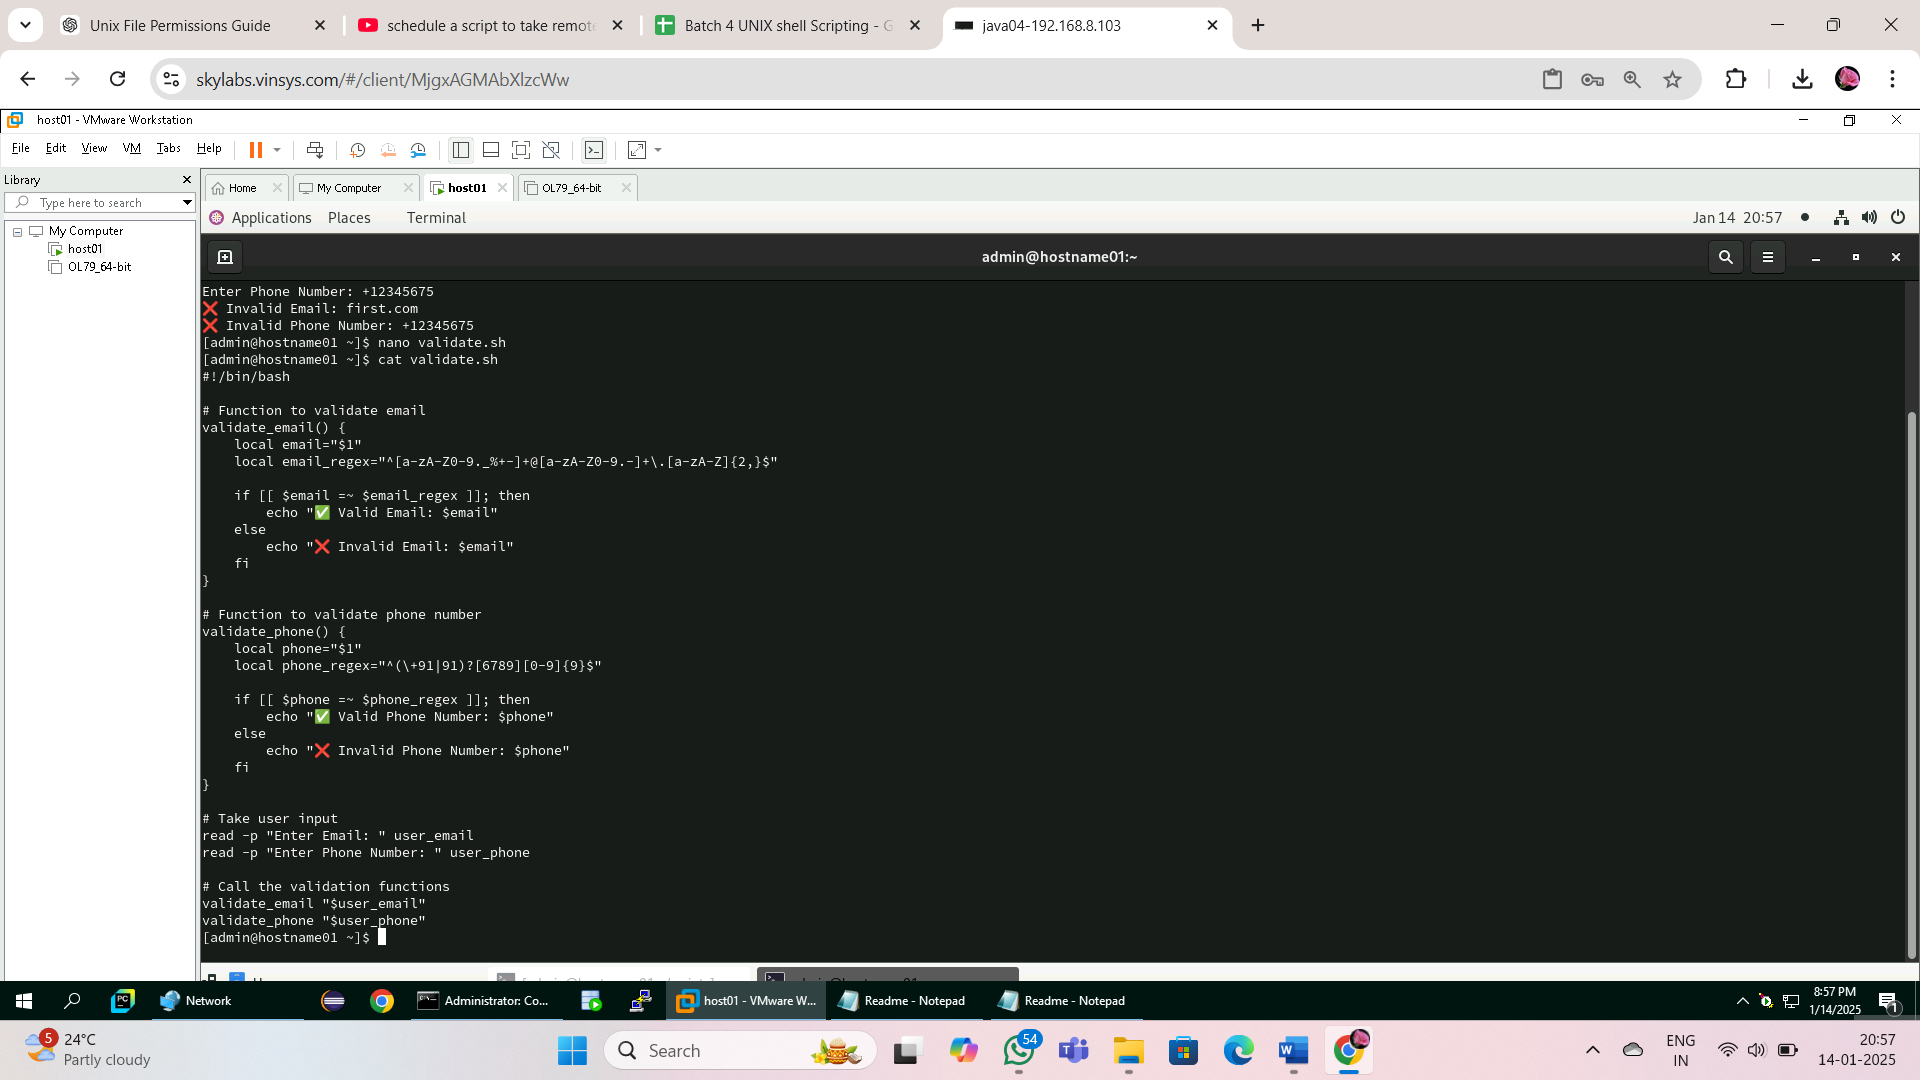 Unix File Permissions Guide
schedule a script to take remote
Batch 4 UNIX shell Scripting - G
java04-192.168.8.103
skylabs.vinsys.com/#/client/MjgxAGMAbXlzcWw
host01 - VMware Workstation
File Edit View VM Tabs Help
Library
Type here to search
My Computer
host01
OL79_64-bit
Home
My Computer
host01
OL79_64-bit
Applications Places Terminal
Jan 14 20:57
admin@hostname01:~
Enter Phone Number: +12345675
❌ Invalid Email: first.com
❌ Invalid Phone Number: +12345675
[admin@hostname01 ~]$ nano validate.sh
[admin@hostname01 ~]$ cat validate.sh
#!/bin/bash
# Function to validate email
validate_email() {
local email="$1"
local email_regex="^[a-zA-Z0-9._%+-]+@[a-zA-Z0-9.-]+\.[a-zA-Z]{2,}$"
if [[ $email =~ $email_regex ]]; then
echo "✅ Valid Email: $email"
else
echo "❌ Invalid Email: $email"
fi
}
# Function to validate phone number
validate_phone() {
local phone="$1"
local phone_regex="^(\+91|91)?[6789][0-9]{9}$"
if [[ $phone =~ $phone_regex ]]; then
echo "✅ Valid Phone Number: $phone"
else
echo "❌ Invalid Phone Number: $phone"
fi
}
# Take user input
read -p "Enter Email: " user_email
read -p "Enter Phone Number: " user_phone
# Call the validation functions
validate_email "$user_email"
validate_phone "$user_phone"
[admin@hostname01 ~]$
Network
Administrator: Co...
host01 - VMware W...
Readme - Notepad
Readme - Notepad
8:57 PM
1/14/2025
1
5
24°C
Partly cloudy
Search
54
ENG
IN
20:57
14-01-2025